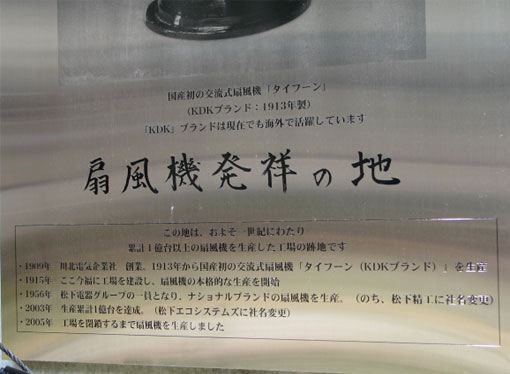 国産初の交流式扇風機「タイフーン」
（KDKブランド：1913年製）
「KDK」ブランドは現在でも海外で活躍しています
扇風機発祥の地
この地は、およそ一世紀にわたり
累計1億台以上の扇風機を生産した工場の跡地です
・1909年 川北電気企業社 創業。1913年から国産初の交流式扇風機「タイフーン（KDKブランド）」を生産
・1915年 ここ今福に工場を建設し、扇風機の本格的な生産を開始
・1956年 松下電器グループの一員となり、ナショナルブランドの扇風機を生産。（のち、松下精工に社名変更）
・2003年 生産累計1億台を達成。（松下エコシステムズに社名変更）
・2005年 工場を閉鎖するまで扇風機を生産しました